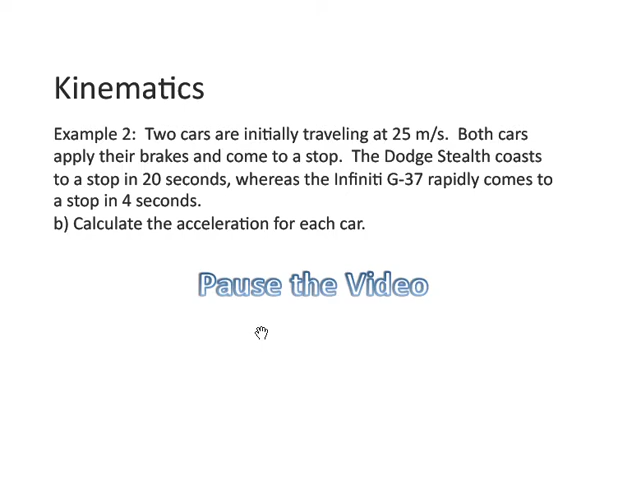 Kinematics
Example 2:  Two cars are initially traveling at 25 m/s.  Both cars
apply their brakes and come to a stop.  The Dodge Stealth coasts
to a stop in 20 seconds, whereas the Infiniti G-37 rapidly comes to
a stop in 4 seconds.
b) Calculate the acceleration for each car.
Pause the Video